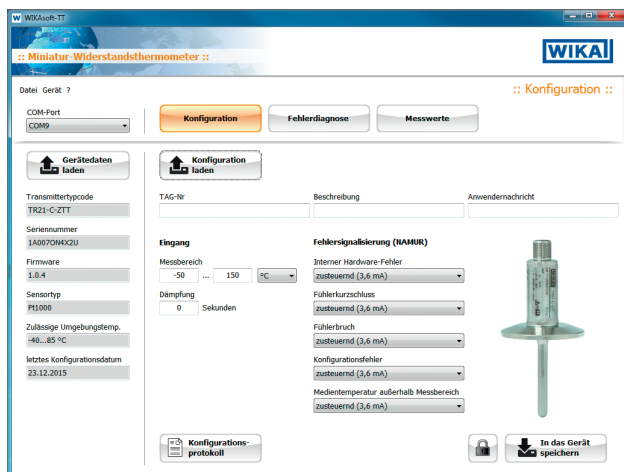 WIKAsoft-TT
:: Miniatur-Widerstandsthermometer ::
WIKA
Datei Gerät ?
:: Konfiguration ::
COM-Port
COM9
Konfiguration
Fehlerdiagnose
Messwerte
Gerätedaten
laden
Konfiguration
laden
Transmittertypcode
TR21-C-ZTT
Seriennummer
1A007ON4X2U
Firmware
1.0.4
Sensortyp
Pt1000
Zulässige Umgebungstemp.
-40...85 °C
letztes Konfigurationsdatum
23.12.2015
TAG-Nr
Beschreibung
Anwendernachricht
Eingang
Messbereich
-50 ... 150 °C
Dämpfung
0 Sekunden
Fehlersignalisierung (NAMUR)
Interner Hardware-Fehler
zusteuernd (3,6 mA)
Fühlerkurzschluss
zusteuernd (3,6 mA)
Fühlerbruch
zusteuernd (3,6 mA)
Konfigurationsfehler
zusteuernd (3,6 mA)
Medientemperatur außerhalb Messbereich
zusteuernd (3,6 mA)
Konfigurations-
protokoll
In das Gerät
speichern